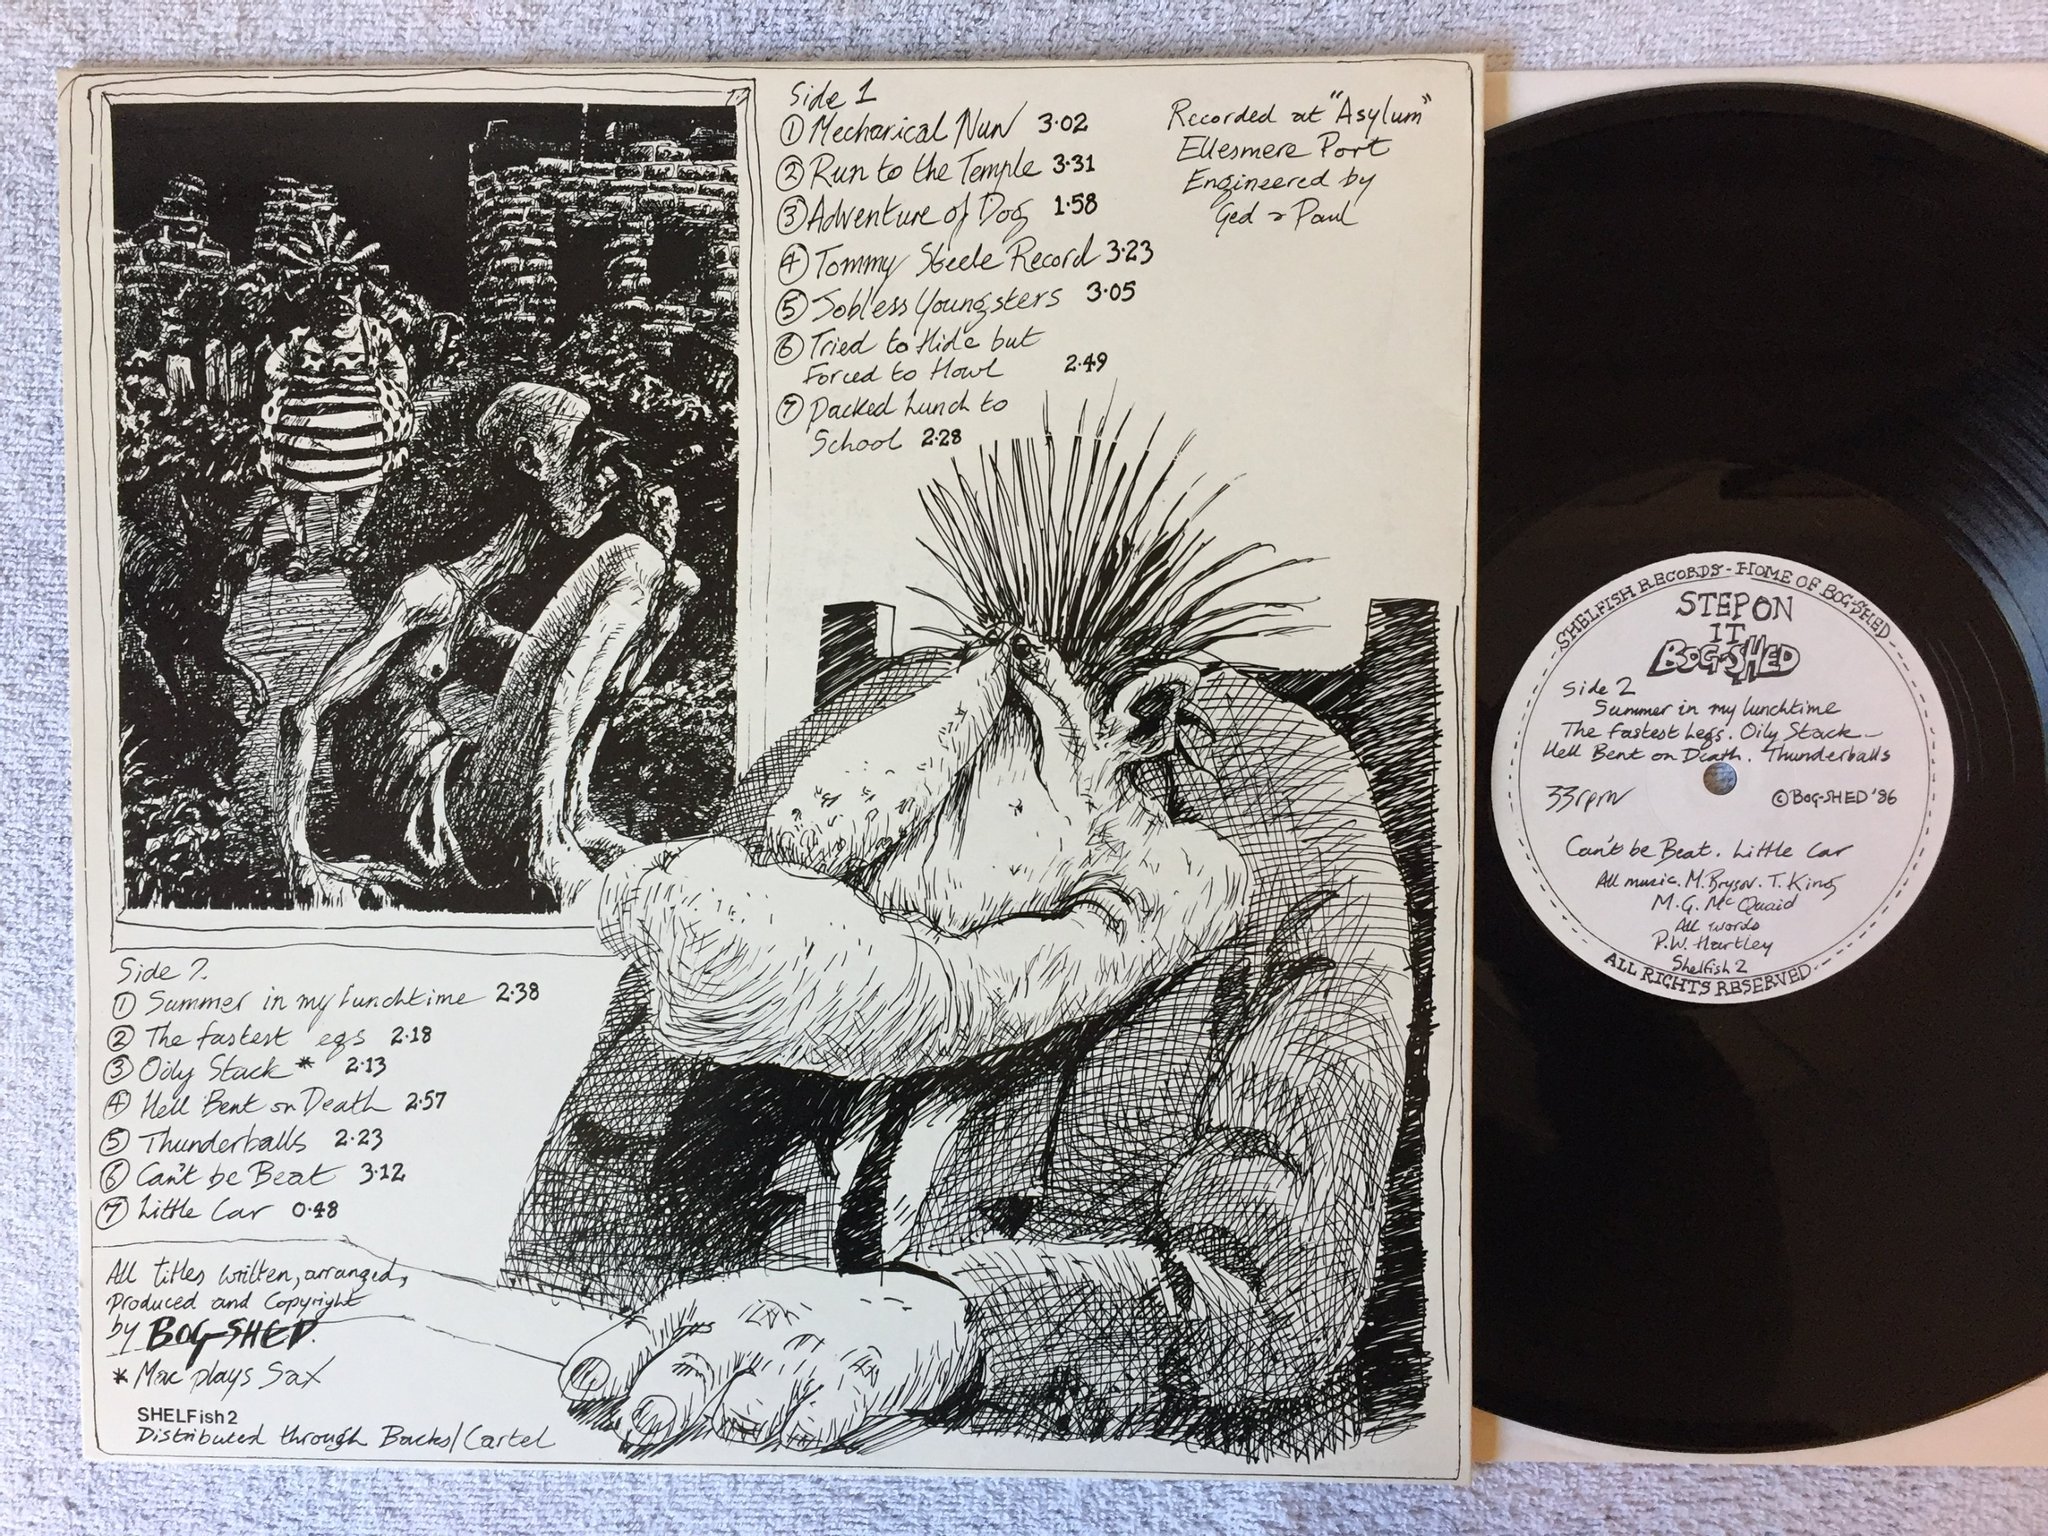 Side 1
① Mechanical Nun 3·02
② Run to the Temple 3·31
③ Adventure of Dog 1·58
④ Tommy Steele Record 3·23
⑤ Jobless Youngsters 3·05
⑥ Tried to Hide but
Forced to Howl 2·49
⑦ Packed Lunch to
School 2·28
Recorded at "Asylum"
Ellesmere Port
Engineered by
Ged & Paul
Side 2.
① Summer in my Lunchtime 2·38
② The Fastest egs 2·18
③ Oily Stack * 2·13
④ Hell Bent on Death 2·57
⑤ Thunderballs 2·23
⑥ Can't be Beat 3·12
⑦ Little Car 0·48
All titles written, arranged,
Produced and Copyright
by BOG-SHED.
* Mac plays Sax
SHELFish2
Distributed through Backs/Cartel
SHELFISH RECORDS - HOME OF BOG-SHED
STEP ON
IT
BOG-SHED
Side 2
Summer in my lunchtime
The Fastest Legs. Oily Stack -
Hell Bent on Death. Thunderballs
33rpm © BOG-SHED '86
Can't be Beat. Little Car
All music. M. Bryson. T. King
M. G. McQuaid
All words
P.W. Hartley
Shelfish 2
ALL RIGHTS RESERVED